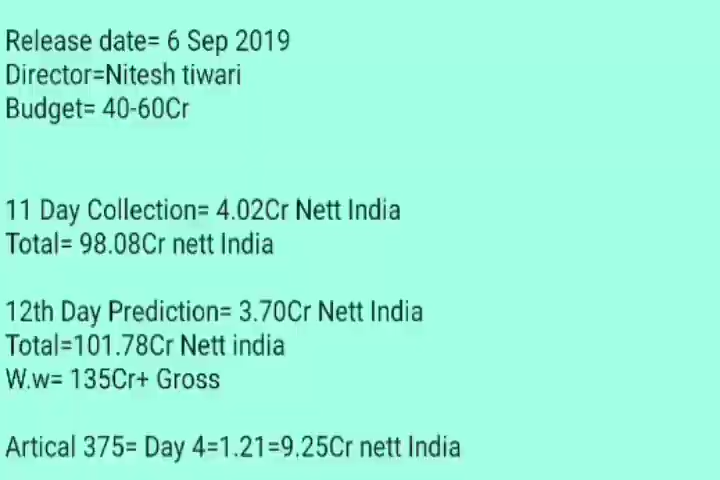 Release date= 6 Sep 2019
Director=Nitesh tiwari
Budget= 40-60Cr
11 Day Collection= 4.02Cr Nett India
Total= 98.08Cr nett India
12th Day Prediction= 3.70Cr Nett India
Total=101.78Cr Nett india
W.w= 135Cr+ Gross
Artical 375= Day 4=1.21=9.25Cr nett India